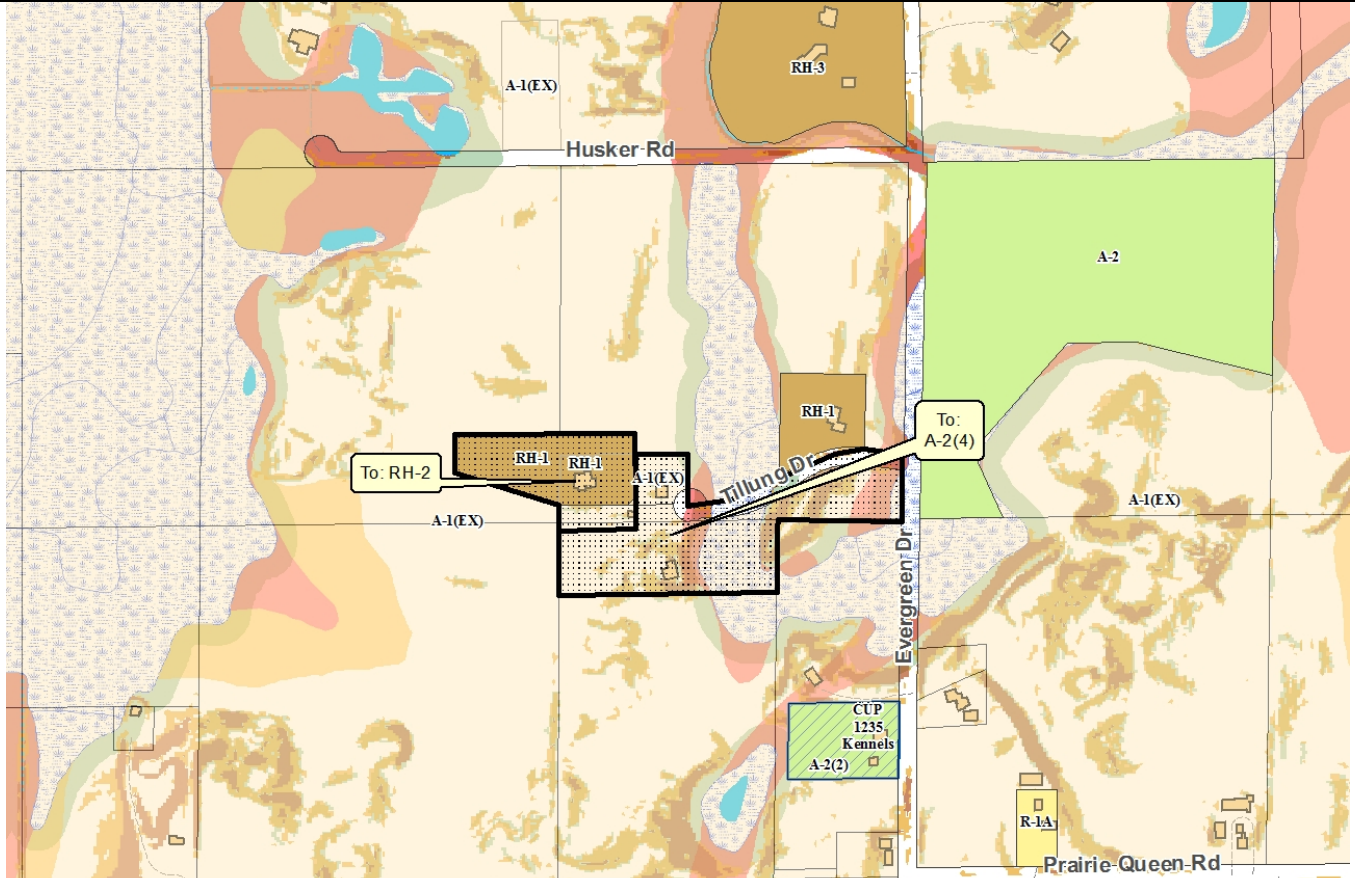 RH-3
A-1(EX)
Husker Rd
A-2
RH-1
To:
A-2(4)
RH-1
RH-1
To: RH-2
A-1(EX)
Tillung Dr
A-1(EX)
A-1(EX)
Evergreen Dr
CUP
1235
Kennels
A-2(2)
R-1A
Prairie Queen Rd